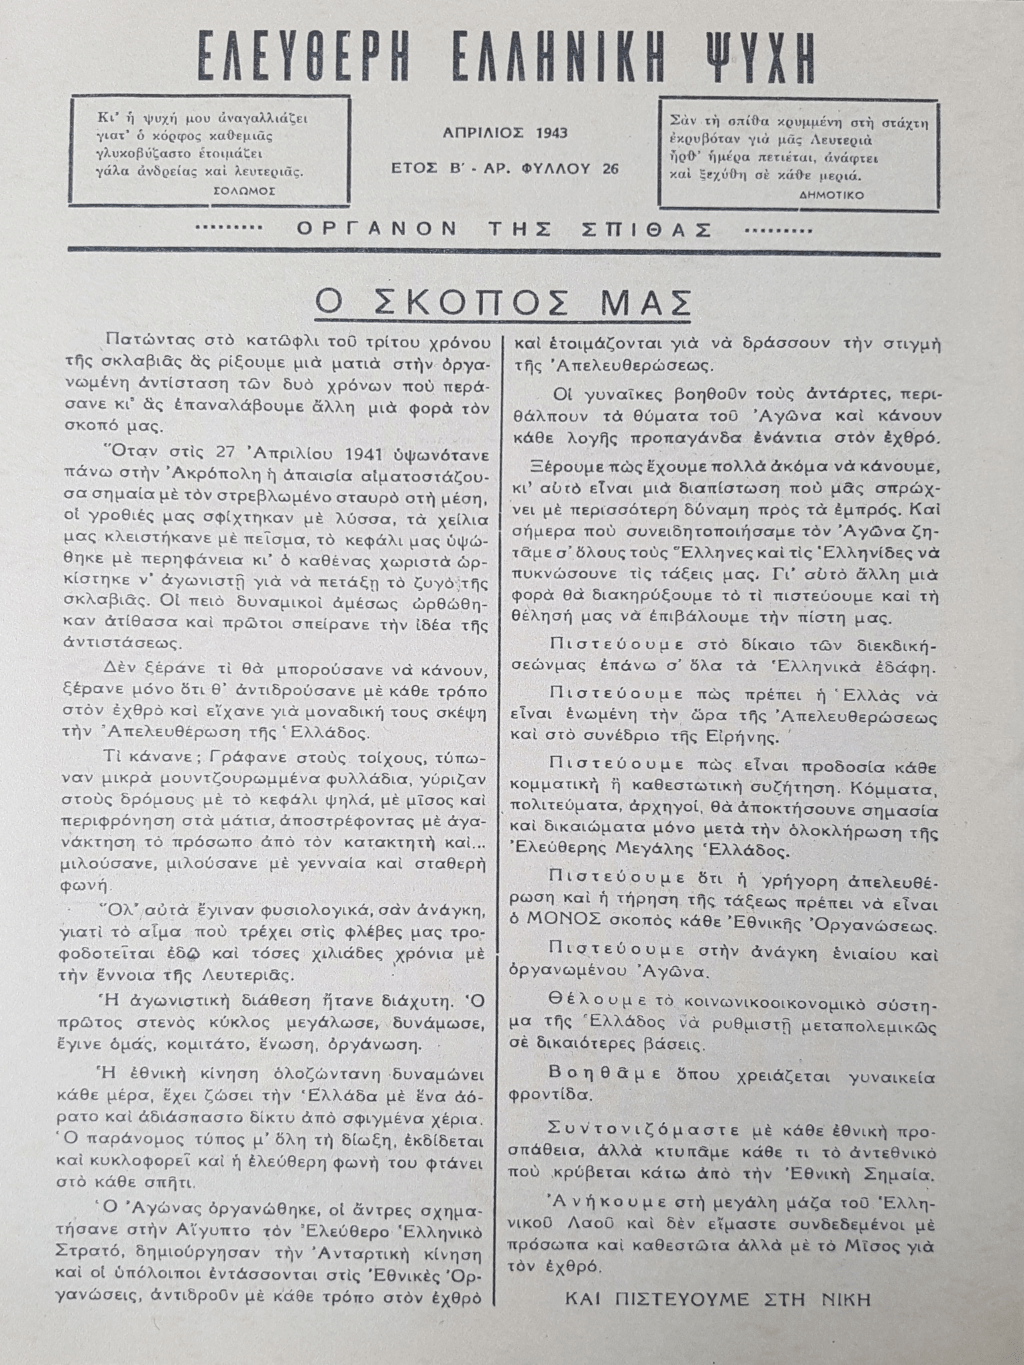 ΕΛΕΥΘΕΡΗ ΕΛΛΗΝΙΚΗ ΨΥΧΗ
Κι' ἡ ψυχή μου ἀναγαλλιάζει
γιατ' ὁ κόρφος καθεμιᾶς
γλυκοβύζαστο ἑτοιμάζει
γάλα ἀνδρείας καὶ λευτεριᾶς.
ΣΟΛΩΜΟΣ
ΑΠΡΙΛΙΟΣ 1943
ΕΤΟΣ Β' - ΑΡ. ΦΥΛΛΟΥ 26
Σὰν τὴ σπίθα κρυμμένη στὴ στάχτη
ἐκρυβόταν γιὰ μᾶς Λευτεριὰ
ἦρθ' ἡμέρα πετιέται, ἀνάφτει
καὶ ξεχύθη σὲ κάθε μεριά.
ΔΗΜΟΤΙΚΟ
ΟΡΓΑΝΟΝ ΤΗΣ ΣΠΙΘΑΣ
Ο ΣΚΟΠΟΣ ΜΑΣ
Πατώντας στὸ κατῶφλι τοῦ τρίτου χρόνου
τῆς σκλαβιᾶς ἂς ρίξουμε μιὰ ματιὰ στὴν ὀργα-
νωμένη ἀντίσταση τῶν δυὸ χρόνων ποὺ περά-
σανε κι' ἂς ἐπαναλάβουμε ἄλλη μιὰ φορὰ τὸν
σκοπό μας.
Ὅταν στὶς 27 Ἀπριλίου 1941 ὑψωνότανε
πάνω στὴν Ἀκρόπολη ἡ ἀπαισία αἱματοστάζου-
σα σημαία μὲ τὸν στρεβλωμένο σταυρὸ στὴ μέση,
οἱ γροθιές μας σφίχτηκαν μὲ λύσσα, τὰ χείλια
μας κλειστήκανε μὲ πεῖσμα, τὸ κεφάλι μας ὑψώ-
θηκε μὲ περηφάνεια κι' ὁ καθένας χωριστὰ ὡρ-
κίστηκε ν' ἀγωνιστῇ γιὰ νὰ πετάξῃ τὸ ζυγὸ τῆς
σκλαβιᾶς. Οἱ πειὸ δυναμικοὶ ἀμέσως ὠρθώθη-
καν ἀτίθασα καὶ πρῶτοι σπείρανε τὴν ἰδέα τῆς
ἀντιστάσεως.
Δὲν ξέρανε τὶ θὰ μπορούσανε νὰ κάνουν,
ξέρανε μόνο ὅτι θ' ἀντιδρούσανε μὲ κάθε τρόπο
στὸν ἐχθρὸ καὶ εἴχανε γιὰ μοναδική τους σκέψη
τὴν Ἀπελευθέρωση τῆς Ἑλλάδος.
Τὶ κάνανε; Γράφανε στοὺς τοίχους, τύπω-
ναν μικρὰ μουντζουρωμμένα φυλλάδια, γύριζαν
στοὺς δρόμους μὲ τὸ κεφάλι ψηλά, μὲ μῖσος καὶ
περιφρόνηση στὰ μάτια, ἀποστρέφοντας μὲ ἀγα-
νάκτηση τὸ πρόσωπο ἀπὸ τὸν κατακτητὴ καὶ...
μιλούσανε, μιλούσανε μὲ γενναία καὶ σταθερὴ
φωνή.
Ὅλ' αὐτὰ ἔγιναν φυσιολογικά, σὰν ἀνάγκη,
γιατὶ τὸ αἷμα ποὺ τρέχει στὶς φλέβες μας τρο-
φοδοτεῖται ἐδῶ καὶ τόσες χιλιάδες χρόνια μὲ
τὴν ἔννοια τῆς Λευτεριᾶς.
Ἡ ἀγωνιστικὴ διάθεση ἤτανε διάχυτη. Ὁ
πρῶτος στενὸς κύκλος μεγάλωσε, δυνάμωσε,
ἔγινε ὁμάς, κομιτάτο, ἕνωση, ὀργάνωση.
Ἡ ἐθνικὴ κίνηση ὁλοζώντανη δυναμώνει
κάθε μέρα, ἔχει ζώσει τὴν Ἑλλάδα μὲ ἕνα ἀό-
ρατο καὶ ἀδιάσπαστο δίκτυ ἀπὸ σφιγμένα χέρια.
Ὁ παράνομος τύπος μ' ὅλη τὴ δίωξη, ἐκδίδεται
καὶ κυκλοφορεῖ καὶ ἡ ἐλεύθερη φωνή του φτάνει
στὸ κάθε σπῆτι.
Ὁ Ἀγώνας ὀργανώθηκε, οἱ ἄντρες σχημα-
τήσανε στὴν Αἴγυπτο τὸν Ἐλεύθερο Ἑλληνικὸ
Στρατό, δημιούργησαν τὴν Ἀνταρτικὴ κίνηση
καὶ οἱ ὑπόλοιποι ἐντάσσονται στὶς Ἐθνικὲς Ὀρ-
γανώσεις, ἀντιδροῦν μὲ κάθε τρόπο στὸν ἐχθρὸ
καὶ ἑτοιμάζονται γιὰ νὰ δράσσουν τὴν στιγμὴ
τῆς Ἀπελευθερώσεως.
Οἱ γυναῖκες βοηθοῦν τοὺς ἀντάρτες, περι-
θάλπουν τὰ θύματα τοῦ Ἀγῶνα καὶ κάνουν
κάθε λογῆς προπαγάνδα ἐνάντια στὸν ἐχθρό.
Ξέρουμε πὼς ἔχουμε πολλὰ ἀκόμα νὰ κάνουμε,
κι' αὐτὸ εἶναι μιὰ διαπίστωση ποὺ μᾶς σπρώχ-
νει μὲ περισσότερη δύναμη πρὸς τὰ ἐμπρός. Καὶ
σήμερα ποὺ συνειδητοποιήσαμε τὸν Ἀγῶνα ζη-
τᾶμε σ' ὅλους τοὺς Ἕλληνες καὶ τὶς Ἑλληνίδες νὰ
πυκνώσουνε τὶς τάξεις μας. Γι' αὐτὸ ἄλλη μιὰ
φορὰ θὰ διακηρύξουμε τὸ τὶ πιστεύουμε καὶ τὴ
θέλησή μας νὰ ἐπιβάλουμε τὴν πίστη μας.
Πιστεύουμε στὸ δίκαιο τῶν διεκδική-
σεώνμας ἐπάνω σ' ὅλα τὰ Ἑλληνικὰ ἐδάφη.
Πιστεύουμε πὼς πρέπει ἡ Ἑλλὰς νὰ
εἶναι ἑνωμένη τὴν ὥρα τῆς Ἀπελευθερώσεως
καὶ στὸ συνέδριο τῆς Εἰρήνης.
Πιστεύουμε πὼς εἶναι προδοσία κάθε
κομματικὴ ἢ καθεστωτικὴ συζήτηση. Κόμματα,
πολιτεύματα, ἀρχηγοί, θὰ ἀποκτήσουνε σημασία
καὶ δικαιώματα μόνο μετὰ τὴν ὁλοκλήρωση τῆς
Ἐλεύθερης Μεγάλης Ἑλλάδος.
Πιστεύουμε ὅτι ἡ γρήγορη ἀπελευθέ-
ρωση καὶ ἡ τήρηση τῆς τάξεως πρέπει νὰ εἶναι
ὁ ΜΟΝΟΣ σκοπὸς κάθε Ἐθνικῆς Ὀργανώσεως.
Πιστεύουμε στὴν ἀνάγκη ἑνιαίου καὶ
ὀργανωμένου Ἀγῶνα.
Θέλουμε τὸ κοινωνικοοικονομικὸ σύστη-
μα τῆς Ἑλλάδος νὰ ρυθμιστῇ μεταπολεμικῶς
σὲ δικαιότερες βάσεις.
Βοηθᾶμε ὅπου χρειάζεται γυναικεία
φροντίδα.
Συντονιζόμαστε μὲ κάθε ἐθνικὴ προ-
σπάθεια, ἀλλὰ κτυπᾶμε κάθε τι τὸ ἀντεθνικὸ
ποὺ κρύβεται κάτω ἀπὸ τὴν Ἐθνικὴ Σημαία.
Ἀνήκουμε στὴ μεγάλη μάζα τοῦ Ἑλλη-
νικοῦ Λαοῦ καὶ δὲν εἴμαστε συνδεδεμένοι μὲ
πρόσωπα καὶ καθεστῶτα ἀλλὰ μὲ τὸ Μῖσος γιὰ
τὸν ἐχθρό.
ΚΑΙ ΠΙΣΤΕΥΟΥΜΕ ΣΤΗ ΝΙΚΗ